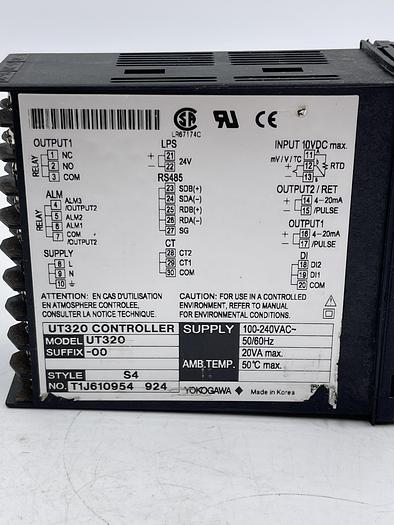 LR67174C
OUTPUT1
RELAY
1 NC
2 NO
3 COM
ALM
RELAY
4 ALM3 /OUTPUT2
5 ALM2
6 ALM1
7 COM /OUTPUT2
SUPPLY
8 L
9 N
10
LPS
+ 21
- 22
24V
RS485
23 SDB(+)
24 SDA(-)
25 RDB(+)
26 RDA(-)
27 SG
CT
28 CT2
29 CT1
30 COM
INPUT 10VDC max.
mV/V/TC
11
+ 12
- 13
RTD
OUTPUT2 / RET
+ 14 4~20mA
- 15 /PULSE
OUTPUT1
+ 16 4~20mA
- 17 /PULSE
DI
18 DI2
19 DI1
20 COM
ATTENTION: EN CAS D'UTILISATION
EN ATMOSPHERE CONTROLEE,
CONSULTER LA NOTICE TECHNIQUE.
CAUTION: FOR USE IN A CONTROLLED
ENVIRONMENT, REFER TO MANUAL
FOR ENVIRONMENTAL CONDITIONS.
UT320 CONTROLLER
MODEL UT320
SUFFIX -00
STYLE S4
NO. T1J610954 924
SUPPLY 100-240VAC~
50/60Hz
20VA max.
AMB.TEMP. 50°C max.
YOKOGAWA
Made in Korea